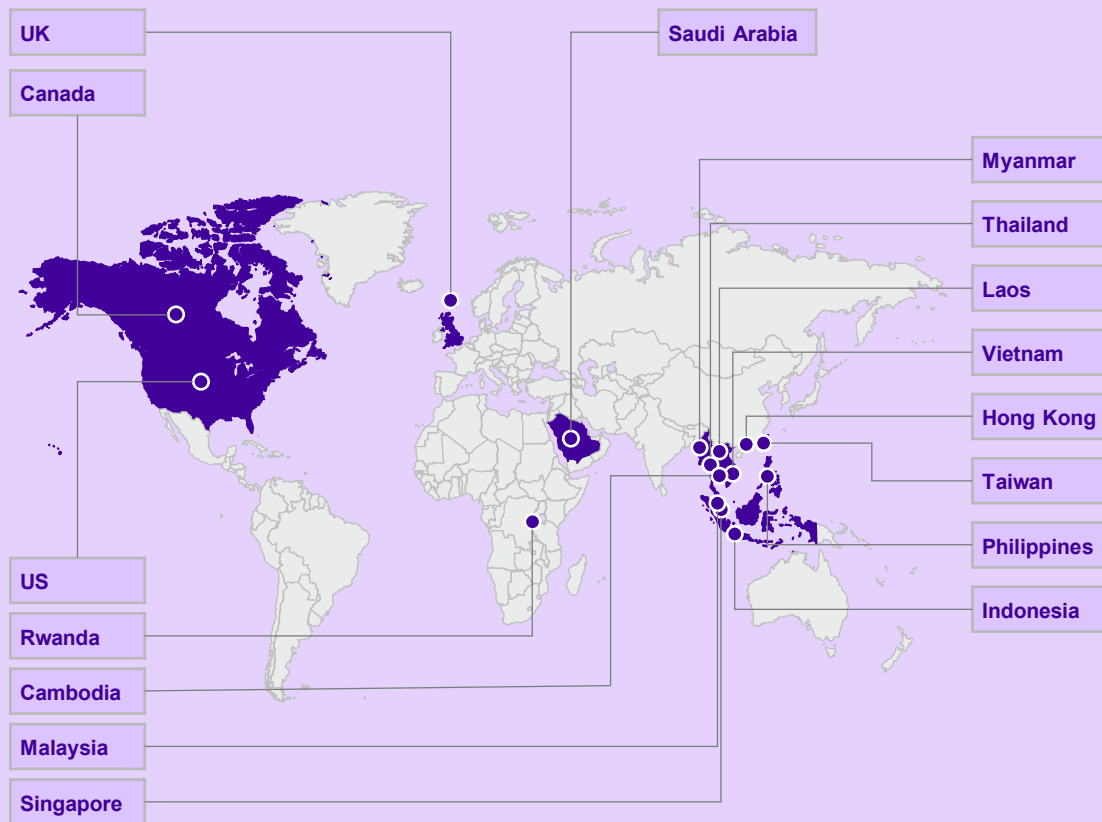 UK
Saudi Arabia
Canada
Myanmar
Thailand
Laos
Vietnam
Hong Kong
Taiwan
Philippines
Indonesia
US
Rwanda
Cambodia
Malaysia
Singapore